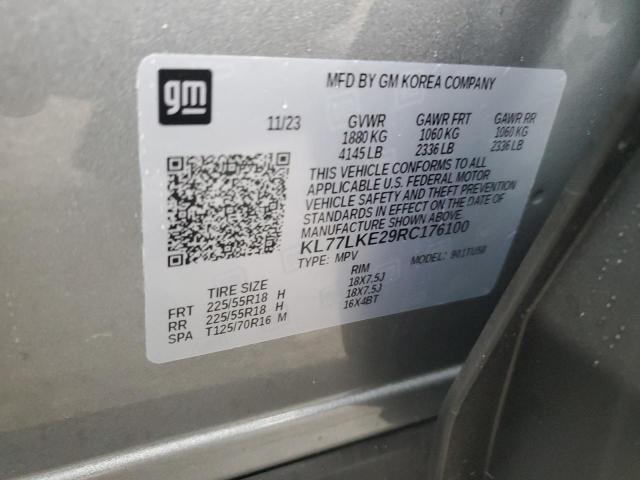 gm
MFD BY GM KOREA COMPANY
11/23 GVWR GAWR FRT GAWR RR
1880 KG 1060 KG 1060 KG
4145 LB 2336 LB 2336 LB
THIS VEHICLE CONFORMS TO ALL
APPLICABLE U.S. FEDERAL MOTOR
VEHICLE SAFETY AND THEFT PREVENTION
STANDARDS IN EFFECT ON THE DATE OF
MANUFACTURE SHOWN ABOVE.
KL77LKE29RC176100
TYPE: MPV MODEL: 901TU58
TIRE SIZE RIM
FRT 225/55R18 H 18X7.5J
RR 225/55R18 H 18X7.5J
SPA T125/70R16 M 16X4BT